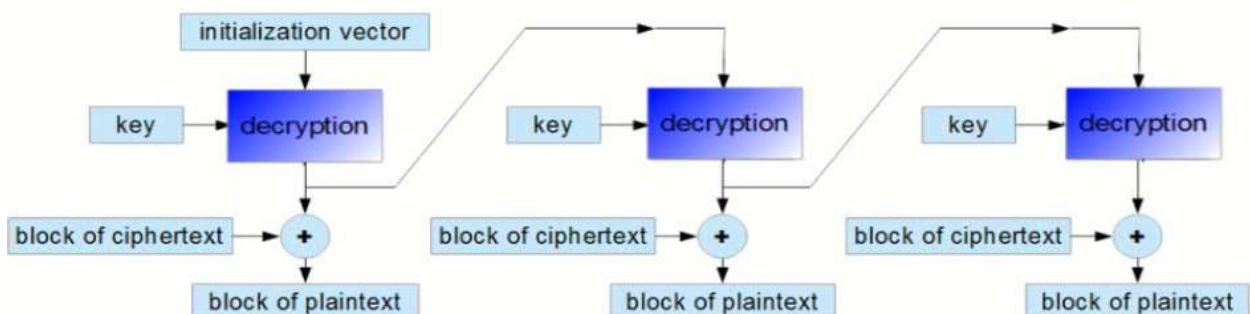 initialization vector
key
decryption
block of ciphertext
+
block of plaintext
key
decryption
block of ciphertext
+
block of plaintext
key
decryption
block of ciphertext
+
block of plaintext